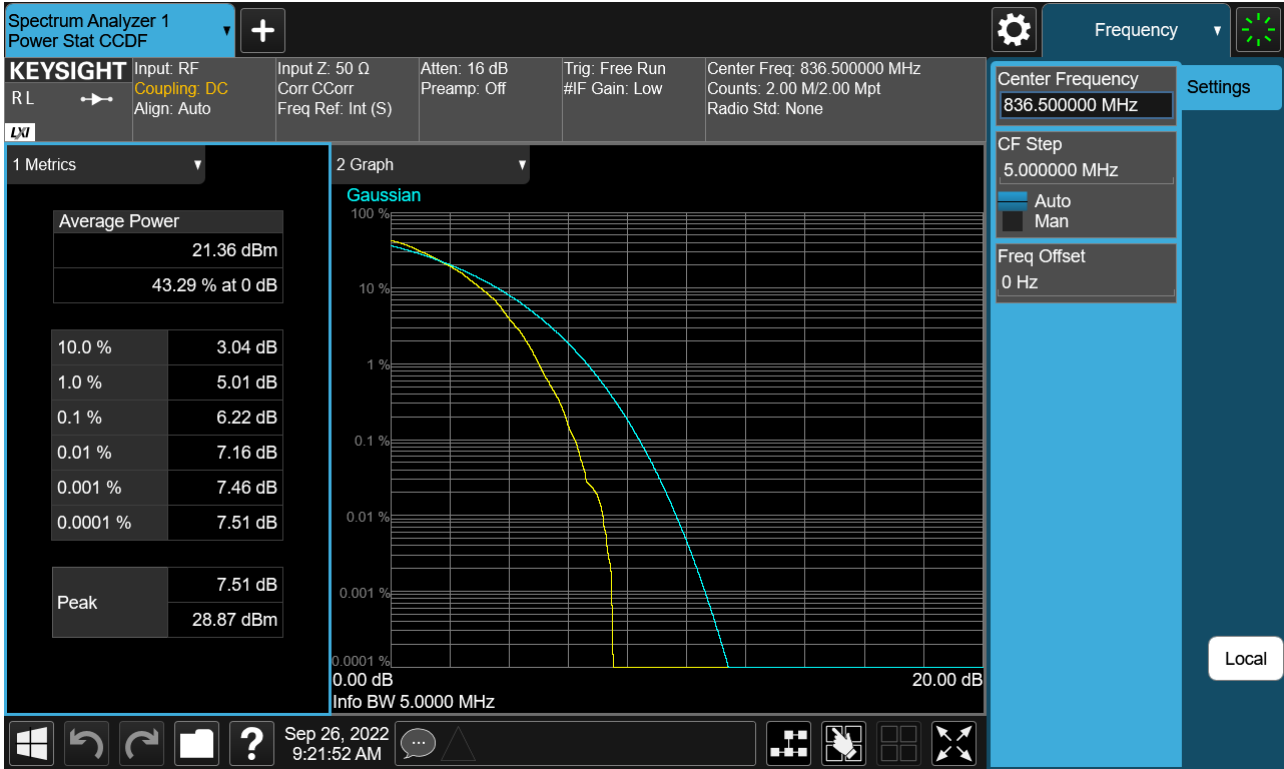 Spectrum Analyzer 1
Power Stat CCDF
Frequency
KEYSIGHT
R L
LXI
Input: RF
Coupling: DC
Align: Auto
Input Z: 50 Ω
Corr CCorr
Freq Ref: Int (S)
Atten: 16 dB
Preamp: Off
Trig: Free Run
#IF Gain: Low
Center Freq: 836.500000 MHz
Counts: 2.00 M/2.00 Mpt
Radio Std: None
Center Frequency
836.500000 MHz
Settings
CF Step
5.000000 MHz
Auto
Man
Freq Offset
0 Hz
Local
1 Metrics
Average Power
21.36 dBm
43.29 % at 0 dB
10.0 % 3.04 dB
1.0 % 5.01 dB
0.1 % 6.22 dB
0.01 % 7.16 dB
0.001 % 7.46 dB
0.0001 % 7.51 dB
Peak
7.51 dB
28.87 dBm
2 Graph
Gaussian
100 %
10 %
1 %
0.1 %
0.01 %
0.001 %
0.0001 %
0.00 dB 20.00 dB
Info BW 5.0000 MHz
?
Sep 26, 2022
9:21:52 AM